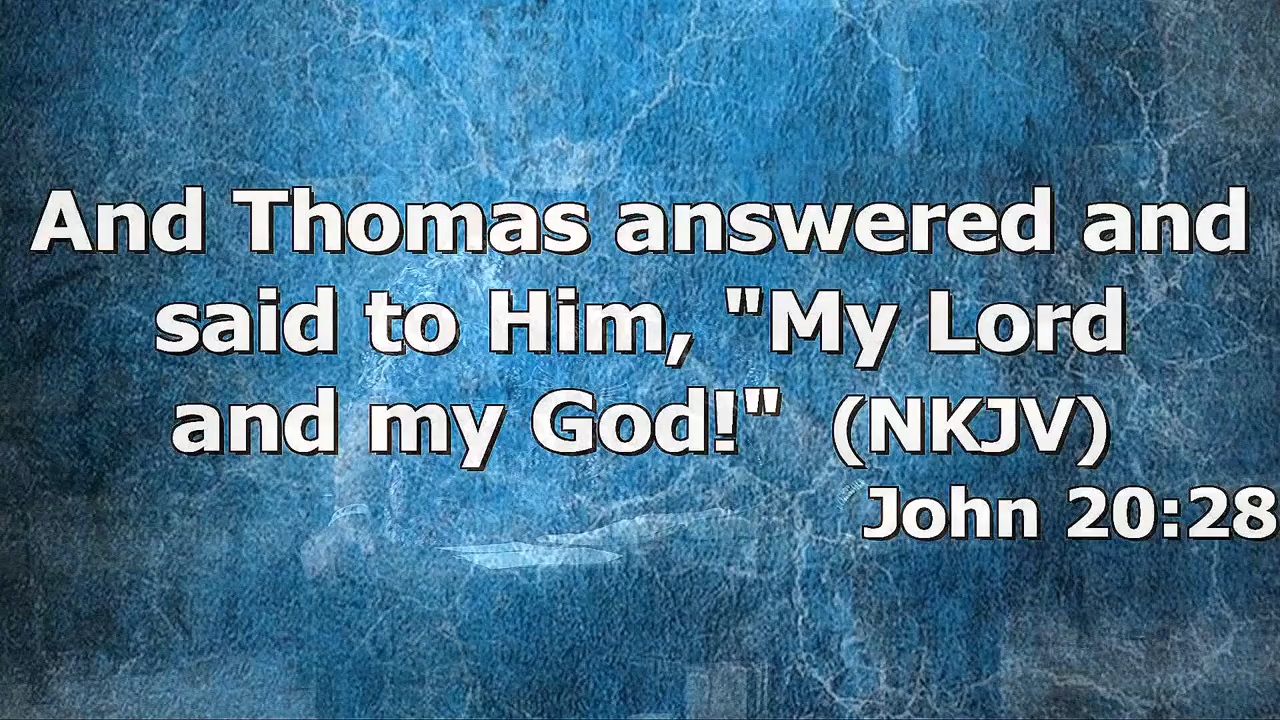 And Thomas answered and
said to Him, "My Lord
and my God!" (NKJV)
John 20:28